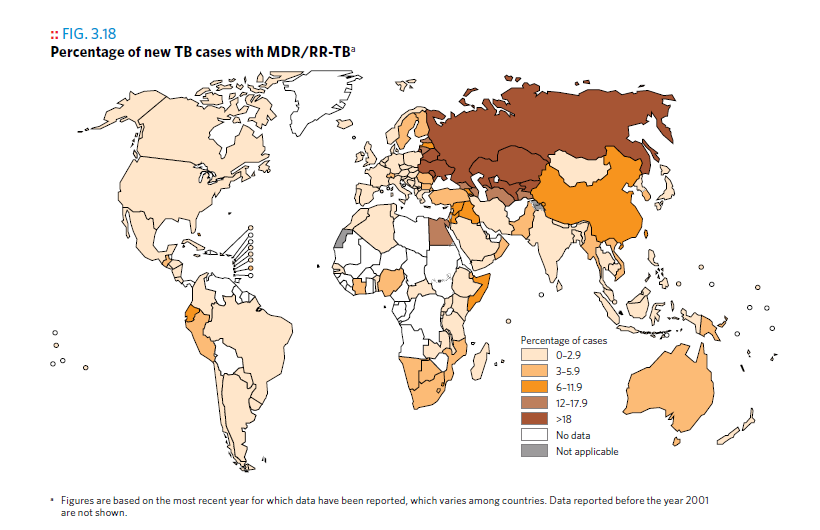 :: FIG. 3.18
Percentage of new TB cases with MDR/RR-TBª
Percentage of cases
0–2.9
3–5.9
6–11.9
12–17.9
>18
No data
Not applicable
ª Figures are based on the most recent year for which data have been reported, which varies among countries. Data reported before the year 2001
are not shown.